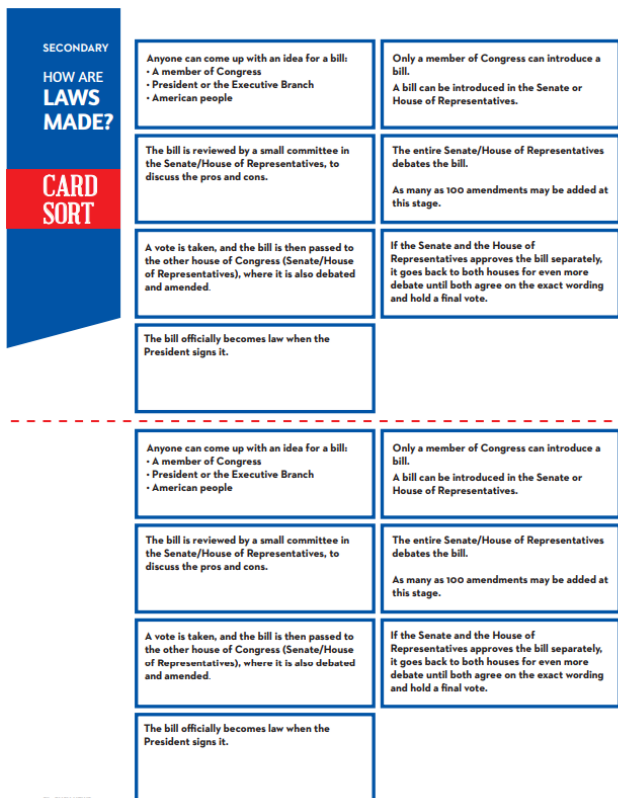 SECONDARY
HOW ARE
LAWS
MADE?
CARD
SORT
Anyone can come up with an idea for a bill:
• A member of Congress
• President or the Executive Branch
• American people
Only a member of Congress can introduce a
bill.
A bill can be introduced in the Senate or
House of Representatives.
The bill is reviewed by a small committee in
the Senate/House of Representatives, to
discuss the pros and cons.
The entire Senate/House of Representatives
debates the bill.
As many as 100 amendments may be added at
this stage.
A vote is taken, and the bill is then passed to
the other house of Congress (Senate/House
of Representatives), where it is also debated
and amended.
If the Senate and the House of
Representatives approves the bill separately,
it goes back to both houses for even more
debate until both agree on the exact wording
and hold a final vote.
The bill officially becomes law when the
President signs it.
Anyone can come up with an idea for a bill:
• A member of Congress
• President or the Executive Branch
• American people
Only a member of Congress can introduce a
bill.
A bill can be introduced in the Senate or
House of Representatives.
The bill is reviewed by a small committee in
the Senate/House of Representatives, to
discuss the pros and cons.
The entire Senate/House of Representatives
debates the bill.
As many as 100 amendments may be added at
this stage.
A vote is taken, and the bill is then passed to
the other house of Congress (Senate/House
of Representatives), where it is also debated
and amended.
If the Senate and the House of
Representatives approves the bill separately,
it goes back to both houses for even more
debate until both agree on the exact wording
and hold a final vote.
The bill officially becomes law when the
President signs it.